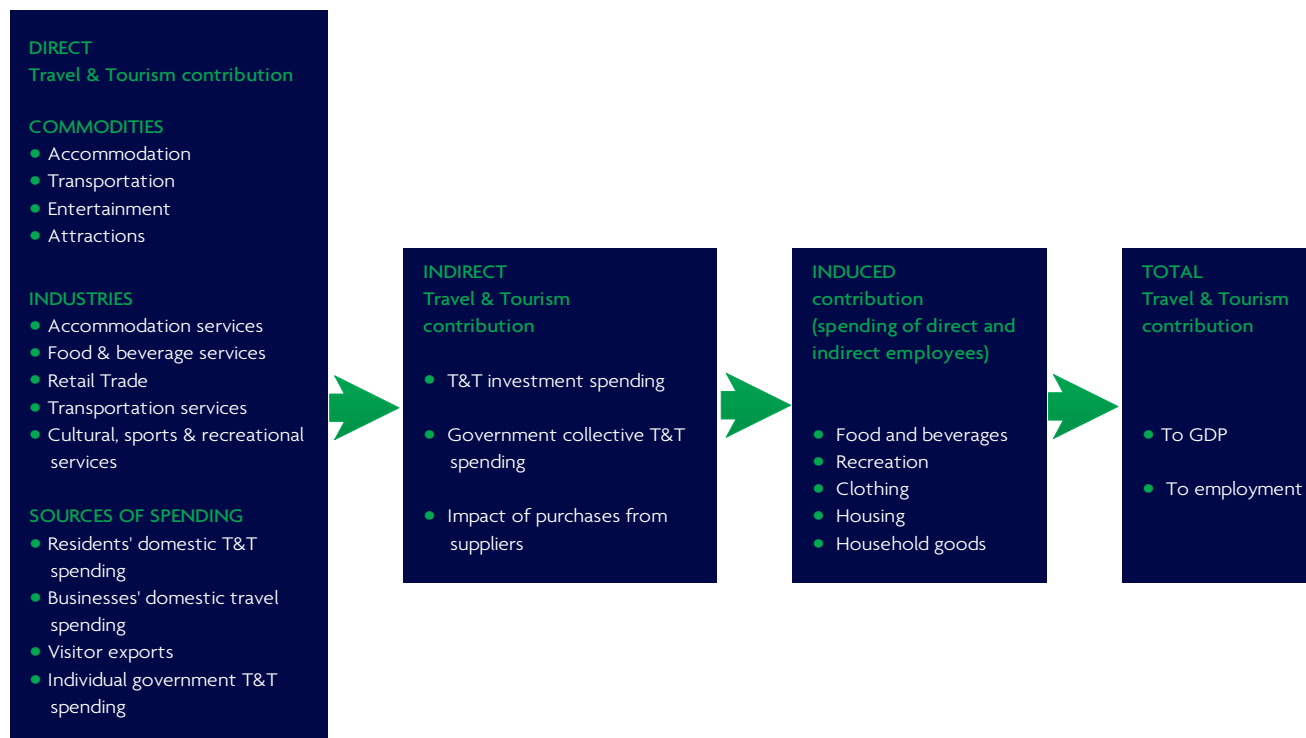 DIRECT
Travel & Tourism contribution
COMMODITIES
● Accommodation
● Transportation
● Entertainment
● Attractions
INDUSTRIES
● Accommodation services
● Food & beverage services
● Retail Trade
● Transportation services
● Cultural, sports & recreational
services
SOURCES OF SPENDING
● Residents' domestic T&T
spending
● Businesses' domestic travel
spending
● Visitor exports
● Individual government T&T
spending
INDIRECT
Travel & Tourism
contribution
● T&T investment spending
● Government collective T&T
spending
● Impact of purchases from
suppliers
INDUCED
contribution
(spending of direct and
indirect employees)
● Food and beverages
● Recreation
● Clothing
● Housing
● Household goods
TOTAL
Travel & Tourism
contribution
● To GDP
● To employment